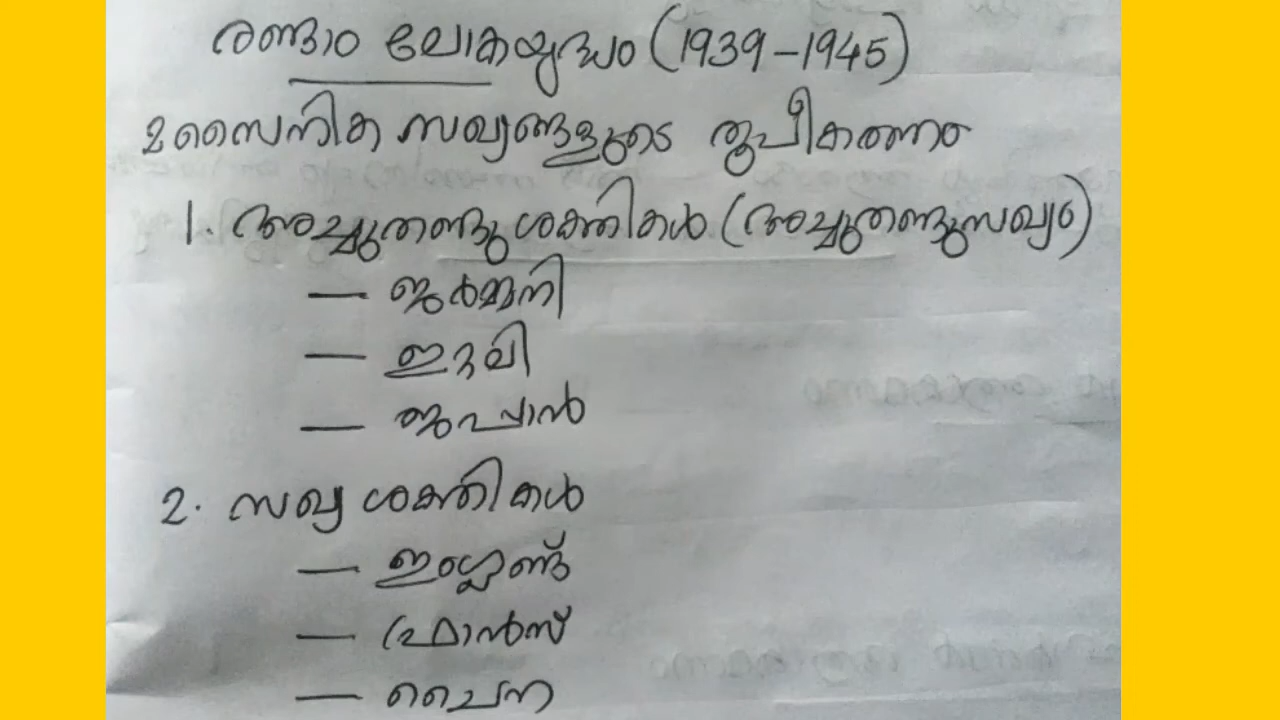 രണ്ടാം ലോകയുദ്ധം (1939-1945)
2 സൈനിക സഖ്യങ്ങളുടെ രൂപീകരണം
1. അച്ചുതണ്ടുശക്തികൾ (അച്ചുതണ്ടുസഖ്യം)
— ജർമ്മനി
— ഇറ്റലി
— ജപ്പാൻ
2. സഖ്യ ശക്തികൾ
— ഇംഗ്ലണ്ട്
— ഫ്രാൻസ്
— ചൈന